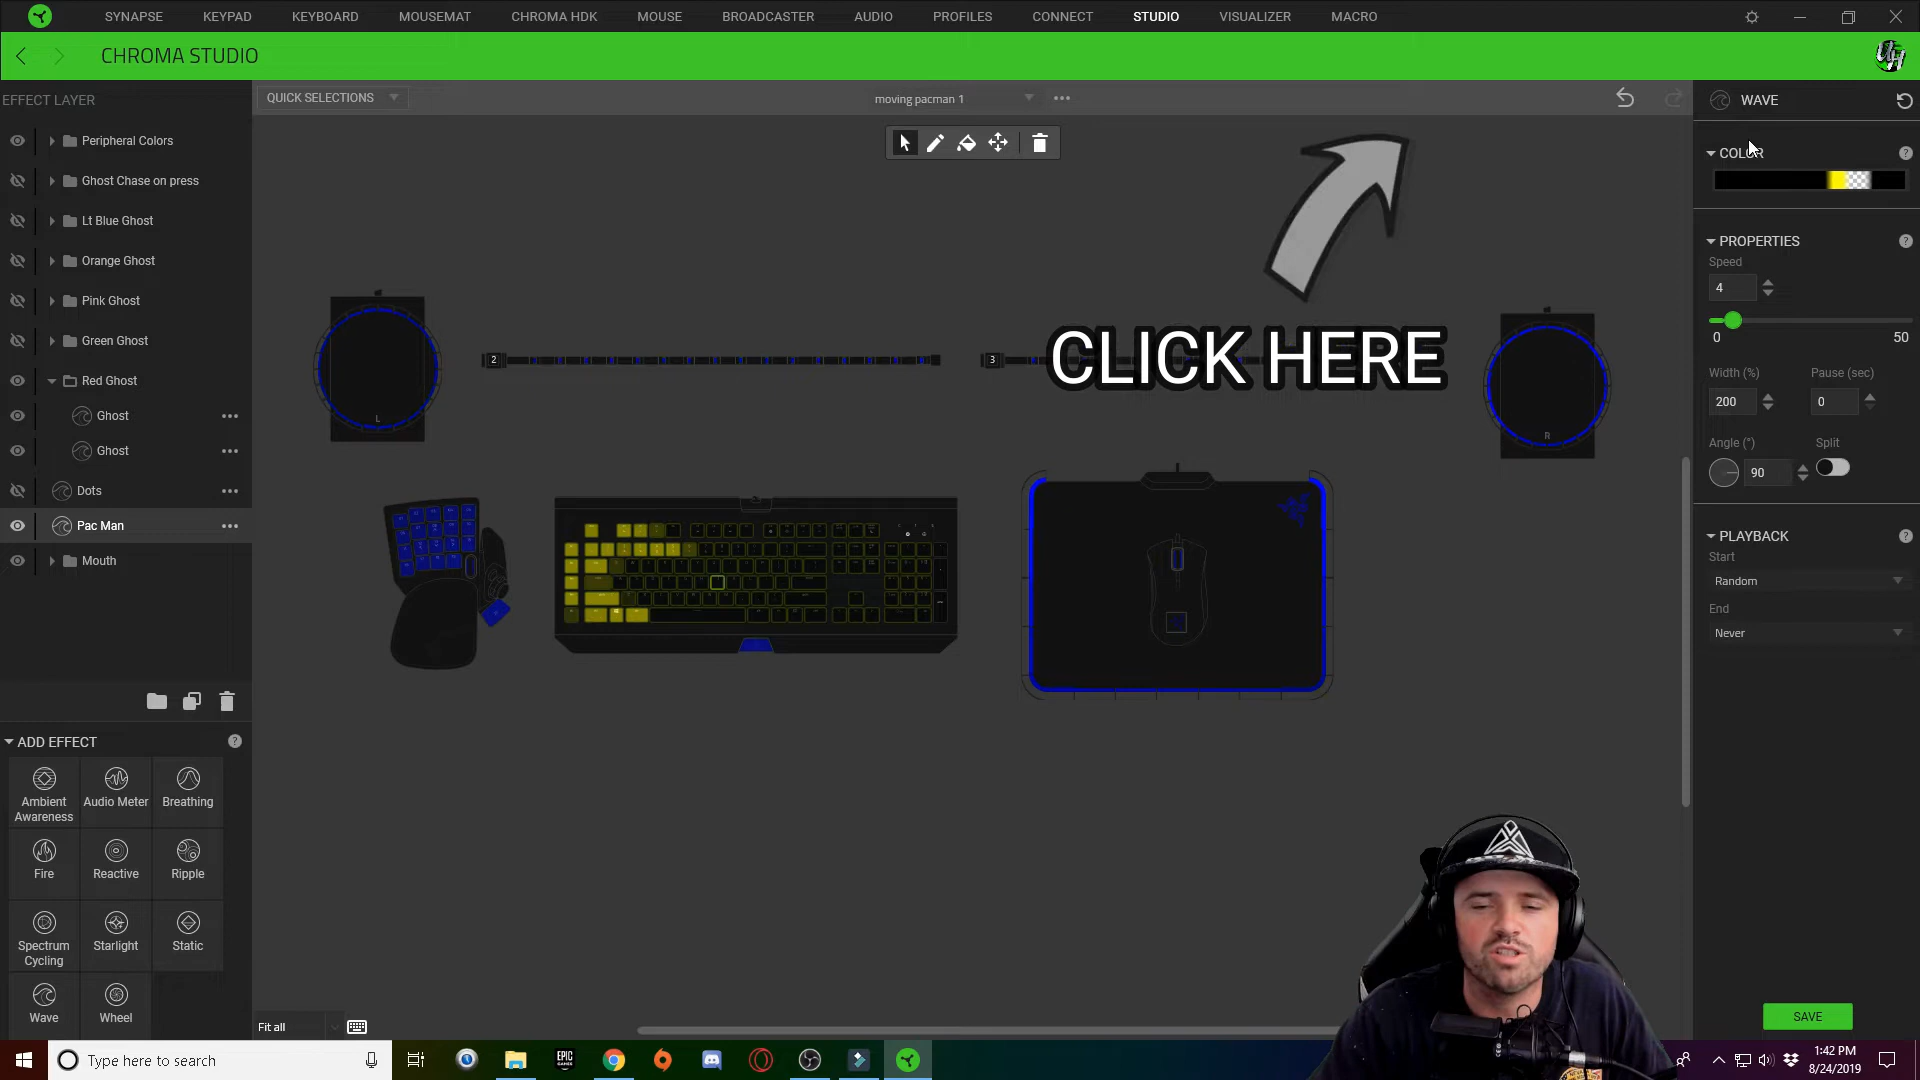 SYNAPSE KEYPAD KEYBOARD MOUSEMAT CHROMA HDK MOUSE BROADCASTER AUDIO PROFILES CONNECT STUDIO VISUALIZER MACRO
CHROMA STUDIO
EFFECT LAYER
QUICK SELECTIONS
moving pacman 1
WAVE
Peripheral Colors
Ghost Chase on press
Lt Blue Ghost
Orange Ghost
Pink Ghost
Green Ghost
Red Ghost
Ghost
Ghost
Dots
Pac Man
Mouth
ADD EFFECT
?
Ambient Awareness
Audio Meter
Breathing
Fire
Reactive
Ripple
Spectrum Cycling
Starlight
Static
Wave
Wheel
L
2
3
CLICK HERE
R
Fit all
COLOR
?
PROPERTIES
?
Speed
4
0 50
Width (%) Pause (sec)
200 0
Angle (°) Split
90
PLAYBACK
?
Start
Random
End
Never
SAVE
Type here to search
EPIC GAMES
1:42 PM
8/24/2019